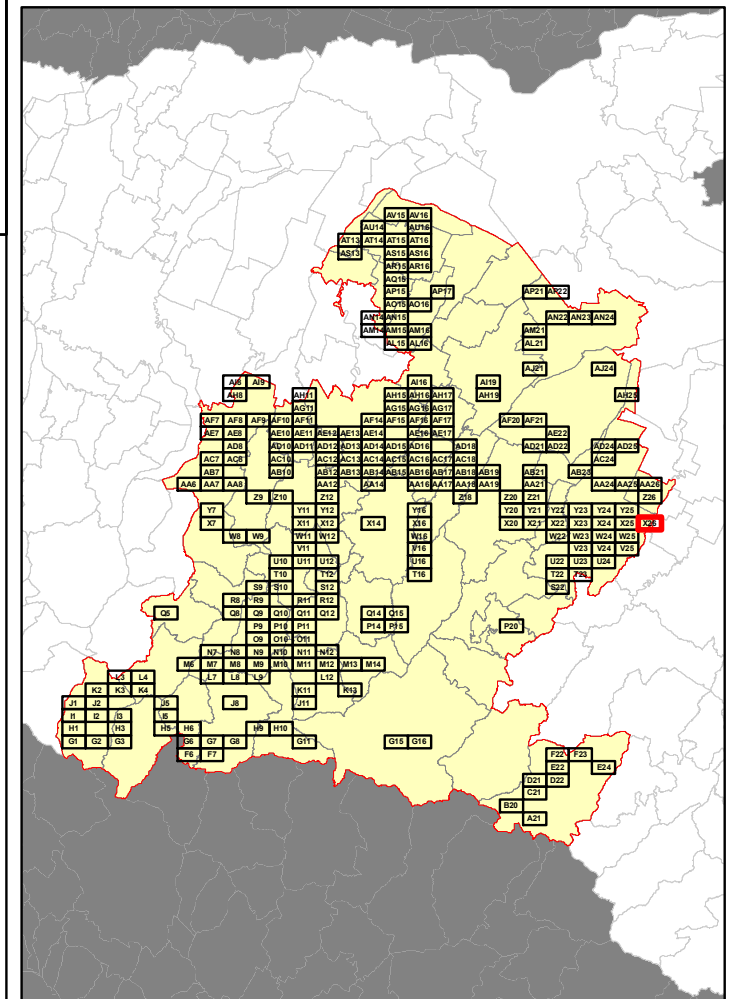 AV15 AV16
AU14 AU16
AT13 AT14 AT15 AT16
AS13 AS15 AS16
AR15 AR16
AQ15
AP15 AP17 AP21 AP22
AO15 AO16
AN14 AN15 AN22 AN23 AN24
AM14 AM15 AM16 AM21
AL15 AL16 AL21
AJ21 AJ24
AI8 AI9 AI16 AI19
AH8 AH11 AH15 AH16 AH17 AH19 AH25
AG11 AG15 AG16 AG17
AF7 AF8 AF9 AF10 AF11 AF14 AF15 AF16 AF17 AF20 AF21
AE7 AE8 AE10 AE11 AE12 AE13 AE14 AE16 AE17 AE22
AD8 AD10 AD11 AD12 AD13 AD14 AD15 AD16 AD18 AD21 AD22 AD24 AD25
AC7 AC8 AC10 AC12 AC13 AC14 AC15 AC16 AC17 AC18 AC24
AB7 AB10 AB12 AB13 AB14 AB15 AB16 AB17 AB18 AB19 AB21 AB23
AA6 AA7 AA8 AA12 AA14 AA16 AA17 AA18 AA19 AA21 AA24 AA25 AA26
Z9 Z10 Z12 Z18 Z20 Z21 Z26
Y7 Y11 Y12 Y16 Y20 Y21 Y22 Y23 Y24 Y25
X7 X11 X12 X14 X16 X20 X21 X22 X23 X24 X25 X26
W8 W9 W11 W12 W16 W22 W23 W24 W25
V11 V16 V23 V24 V25
U10 U11 U12 U16 U22 U23 U24
T10 T12 T16 T22 T23
S9 S10 S12 S22
R8 R9 R11 R12
Q5 Q8 Q9 Q10 Q11 Q12 Q14 Q15
P9 P10 P11 P14 P15 P20
O9 O10 O11
N7 N8 N9 N10 N11 N12
M6 M7 M8 M9 M10 M11 M12 M13 M14
L3 L4 L7 L8 L9 L12
K2 K3 K4 K11 K13
J1 J2 J5 J8 J11
I1 I2 I3 I5
H1 H3 H5 H6 H9 H10
G1 G2 G3 G6 G7 G8 G11 G15 G16
F6 F7 F22 F23
E22 E24
D21 D22
C21
B20
A21